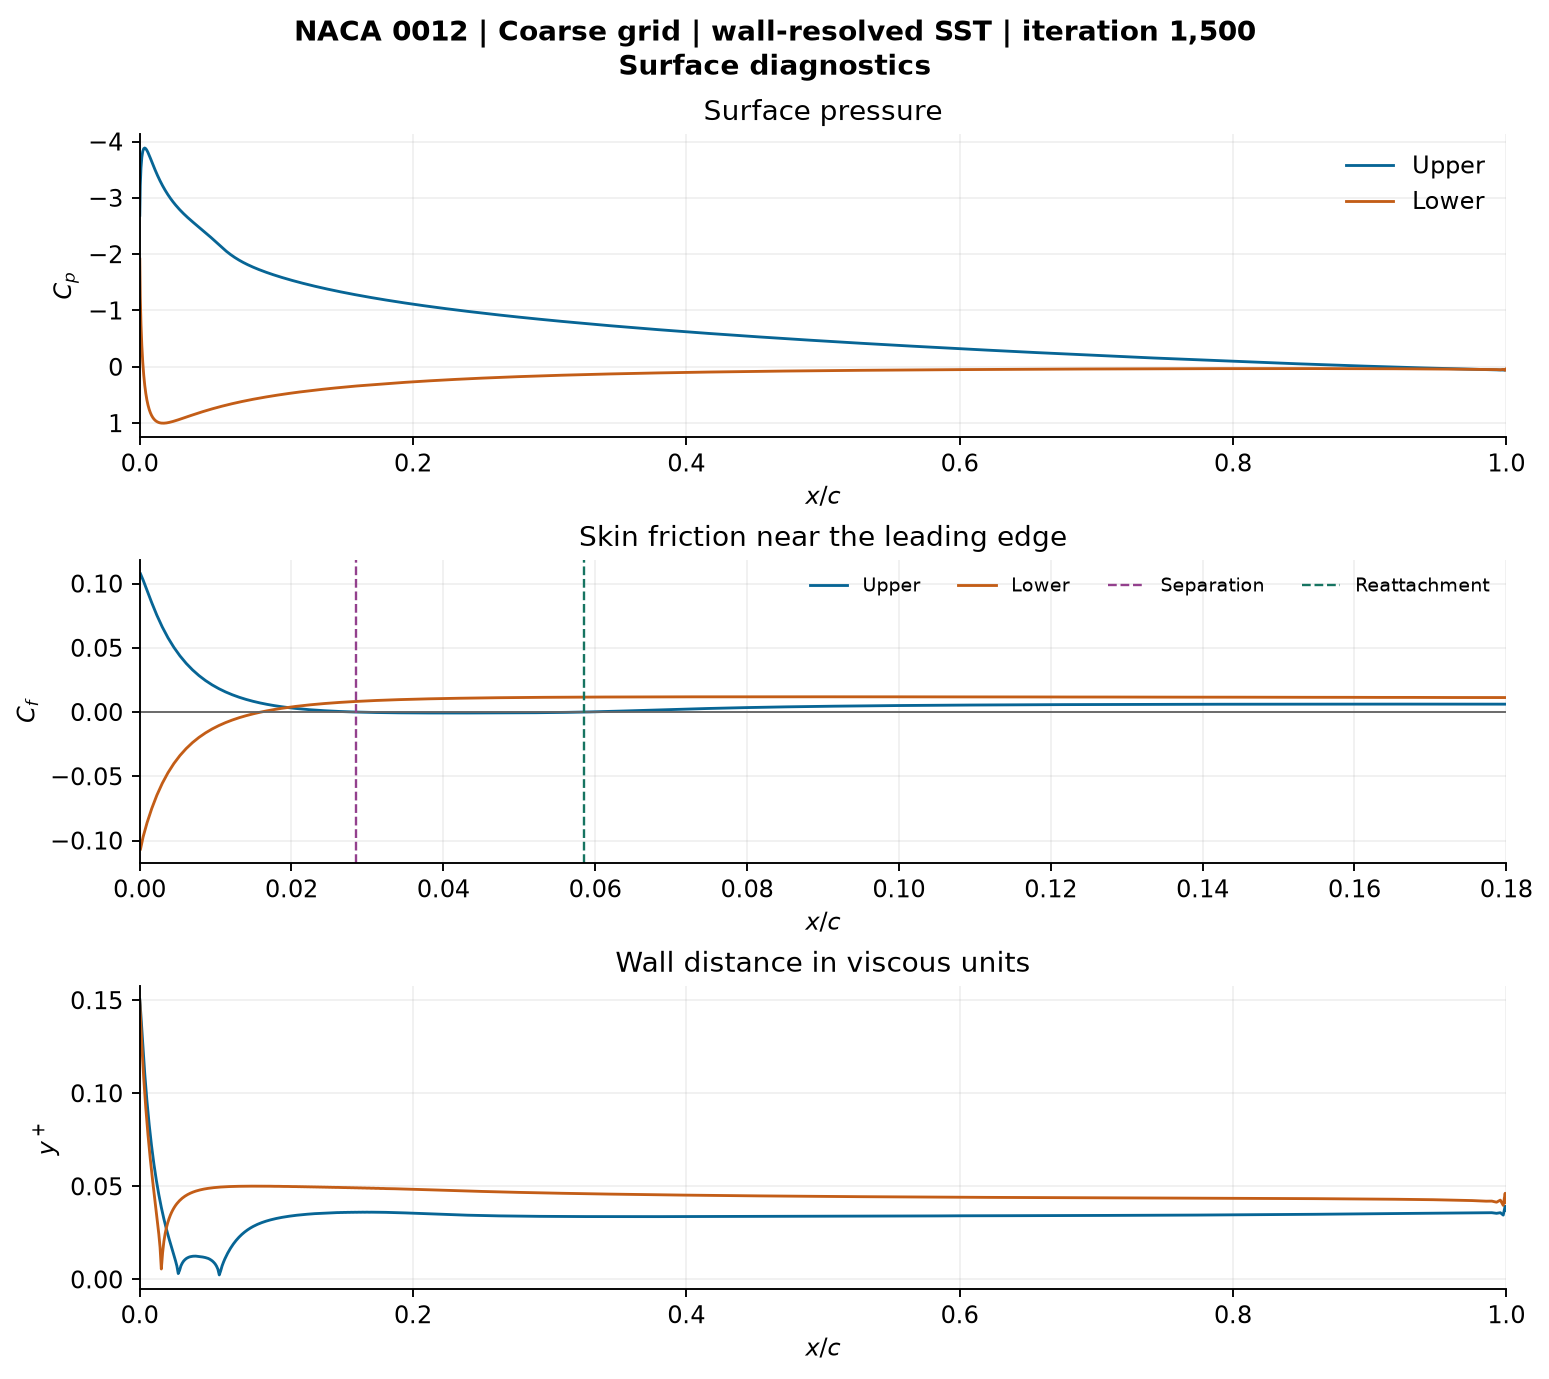 NACA 0012 | Coarse grid | wall-resolved SST | iteration 1,500
Surface diagnostics
Surface pressure
−4
−3
−2
−1
0
1
Cp
Upper
Lower
0.0 0.2 0.4 0.6 0.8 1.0
x/c
Skin friction near the leading edge
0.10
0.05
0.00
−0.05
−0.10
Cf
Upper Lower Separation Reattachment
0.00 0.02 0.04 0.06 0.08 0.10 0.12 0.14 0.16 0.18
x/c
Wall distance in viscous units
0.15
0.10
0.05
0.00
y+
0.0 0.2 0.4 0.6 0.8 1.0
x/c